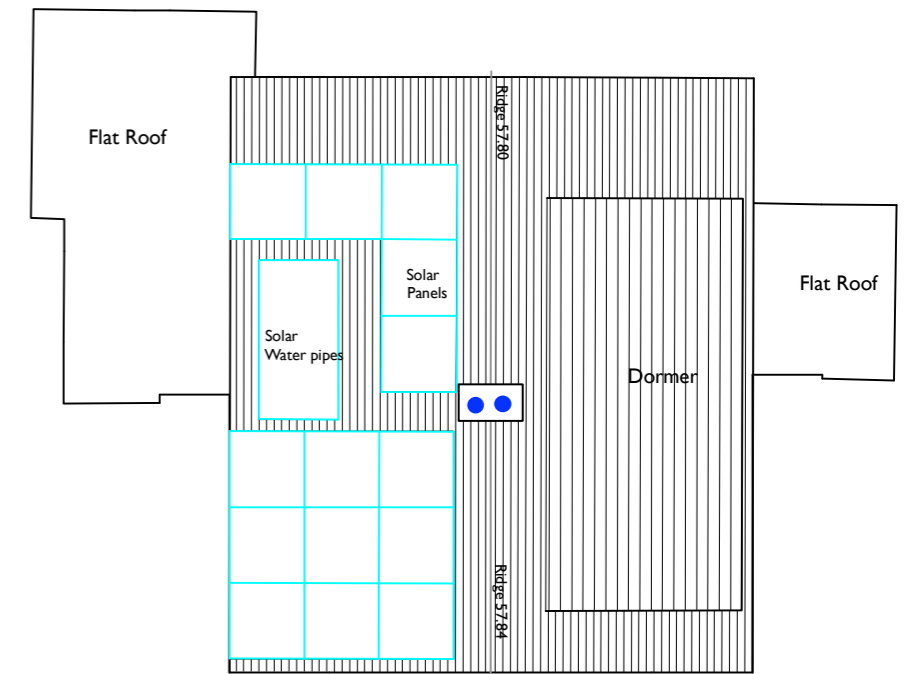 Ridge 57.80
Flat Roof
Solar
Panels
Flat Roof
Solar
Water pipes
Dormer
Ridge 57.84